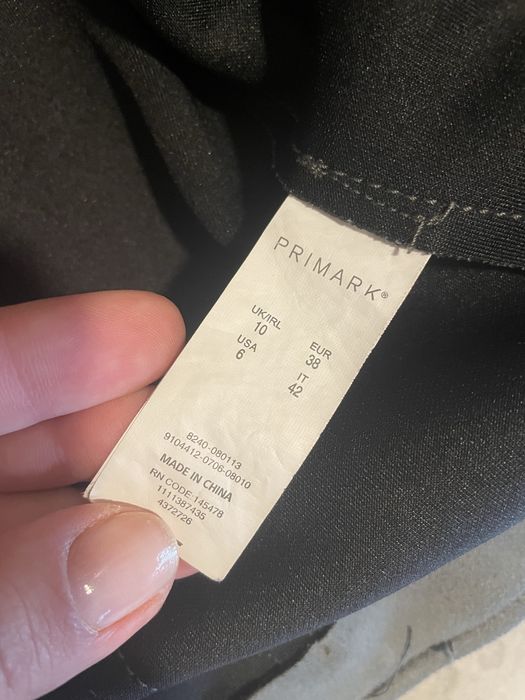 PRIMARK®
UK/IRL EUR
10 38
USA IT
6 42
8240-080113
9104412-0706-08010
MADE IN CHINA
RN CODE:145478
1111387435
4372726